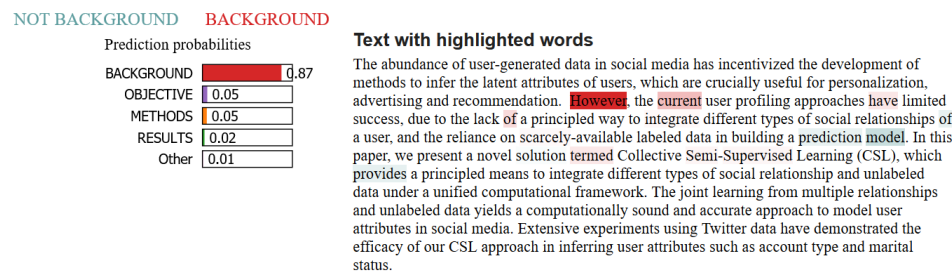 NOT BACKGROUND BACKGROUND
Prediction probabilities
BACKGROUND 0.87
OBJECTIVE 0.05
METHODS 0.05
RESULTS 0.02
Other 0.01
Text with highlighted words
The abundance of user-generated data in social media has incentivized the development of
methods to infer the latent attributes of users, which are crucially useful for personalization,
advertising and recommendation. However, the current user profiling approaches have limited
success, due to the lack of a principled way to integrate different types of social relationships of
a user, and the reliance on scarcely-available labeled data in building a prediction model. In this
paper, we present a novel solution termed Collective Semi-Supervised Learning (CSL), which
provides a principled means to integrate different types of social relationship and unlabeled
data under a unified computational framework. The joint learning from multiple relationships
and unlabeled data yields a computationally sound and accurate approach to model user
attributes in social media. Extensive experiments using Twitter data have demonstrated the
efficacy of our CSL approach in inferring user attributes such as account type and marital
status.